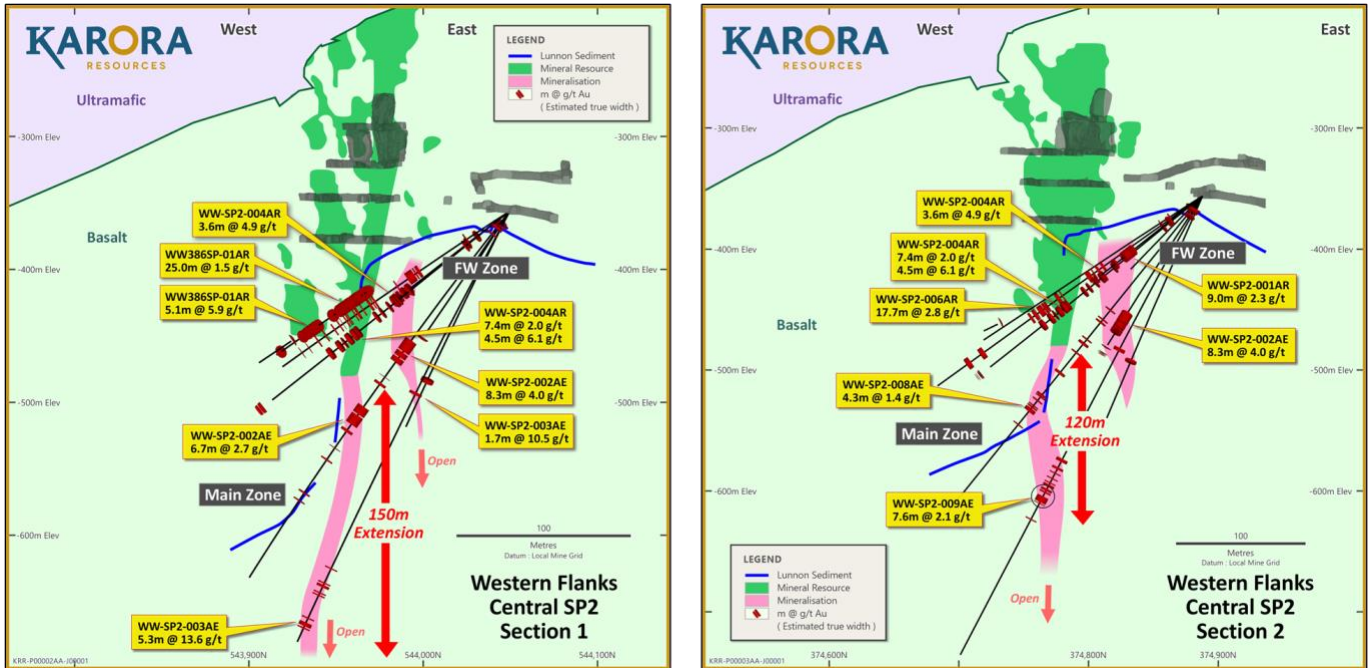 KARORA
RESOURCES
West
East
Ultramafic
LEGEND
Lunnon Sediment
Mineral Resource
Mineralisation
m @ g/t Au
( Estimated true width )
-300m Elev
-300m Elev
Basalt
WW-SP2-004AR
3.6m @ 4.9 g/t
WW386SP-01AR
25.0m @ 1.5 g/t
WW386SP-01AR
5.1m @ 5.9 g/t
FW Zone
-400m Elev
-400m Elev
WW-SP2-004AR
7.4m @ 2.0 g/t
4.5m @ 6.1 g/t
WW-SP2-002AE
8.3m @ 4.0 g/t
WW-SP2-003AE
1.7m @ 10.5 g/t
-500m Elev
-500m Elev
WW-SP2-002AE
6.7m @ 2.7 g/t
Open
Main Zone
150m
Extension
100
Metres
Datum : Local Mine Grid
-600m Elev
-600m Elev
Western Flanks
Central SP2
Section 1
WW-SP2-003AE
5.3m @ 13.6 g/t
Open
KRR-P00002AA-J00001
543,900N
544,000N
544,100N
KARORA
RESOURCES
West
East
Ultramafic
-300m Elev
-300m Elev
Basalt
WW-SP2-004AR
3.6m @ 4.9 g/t
WW-SP2-004AR
7.4m @ 2.0 g/t
4.5m @ 6.1 g/t
WW-SP2-006AR
17.7m @ 2.8 g/t
FW Zone
-400m Elev
-400m Elev
WW-SP2-001AR
9.0m @ 2.3 g/t
WW-SP2-002AE
8.3m @ 4.0 g/t
-500m Elev
-500m Elev
WW-SP2-008AE
4.3m @ 1.4 g/t
Main Zone
120m
Extension
WW-SP2-009AE
7.6m @ 2.1 g/t
-600m Elev
-600m Elev
100
Metres
Datum : Local Mine Grid
LEGEND
Lunnon Sediment
Mineral Resource
Mineralisation
m @ g/t Au
( Estimated true width )
Open
Western Flanks
Central SP2
Section 2
KRR-P00003AA-J00001
374,600N
374,800N
374,900N